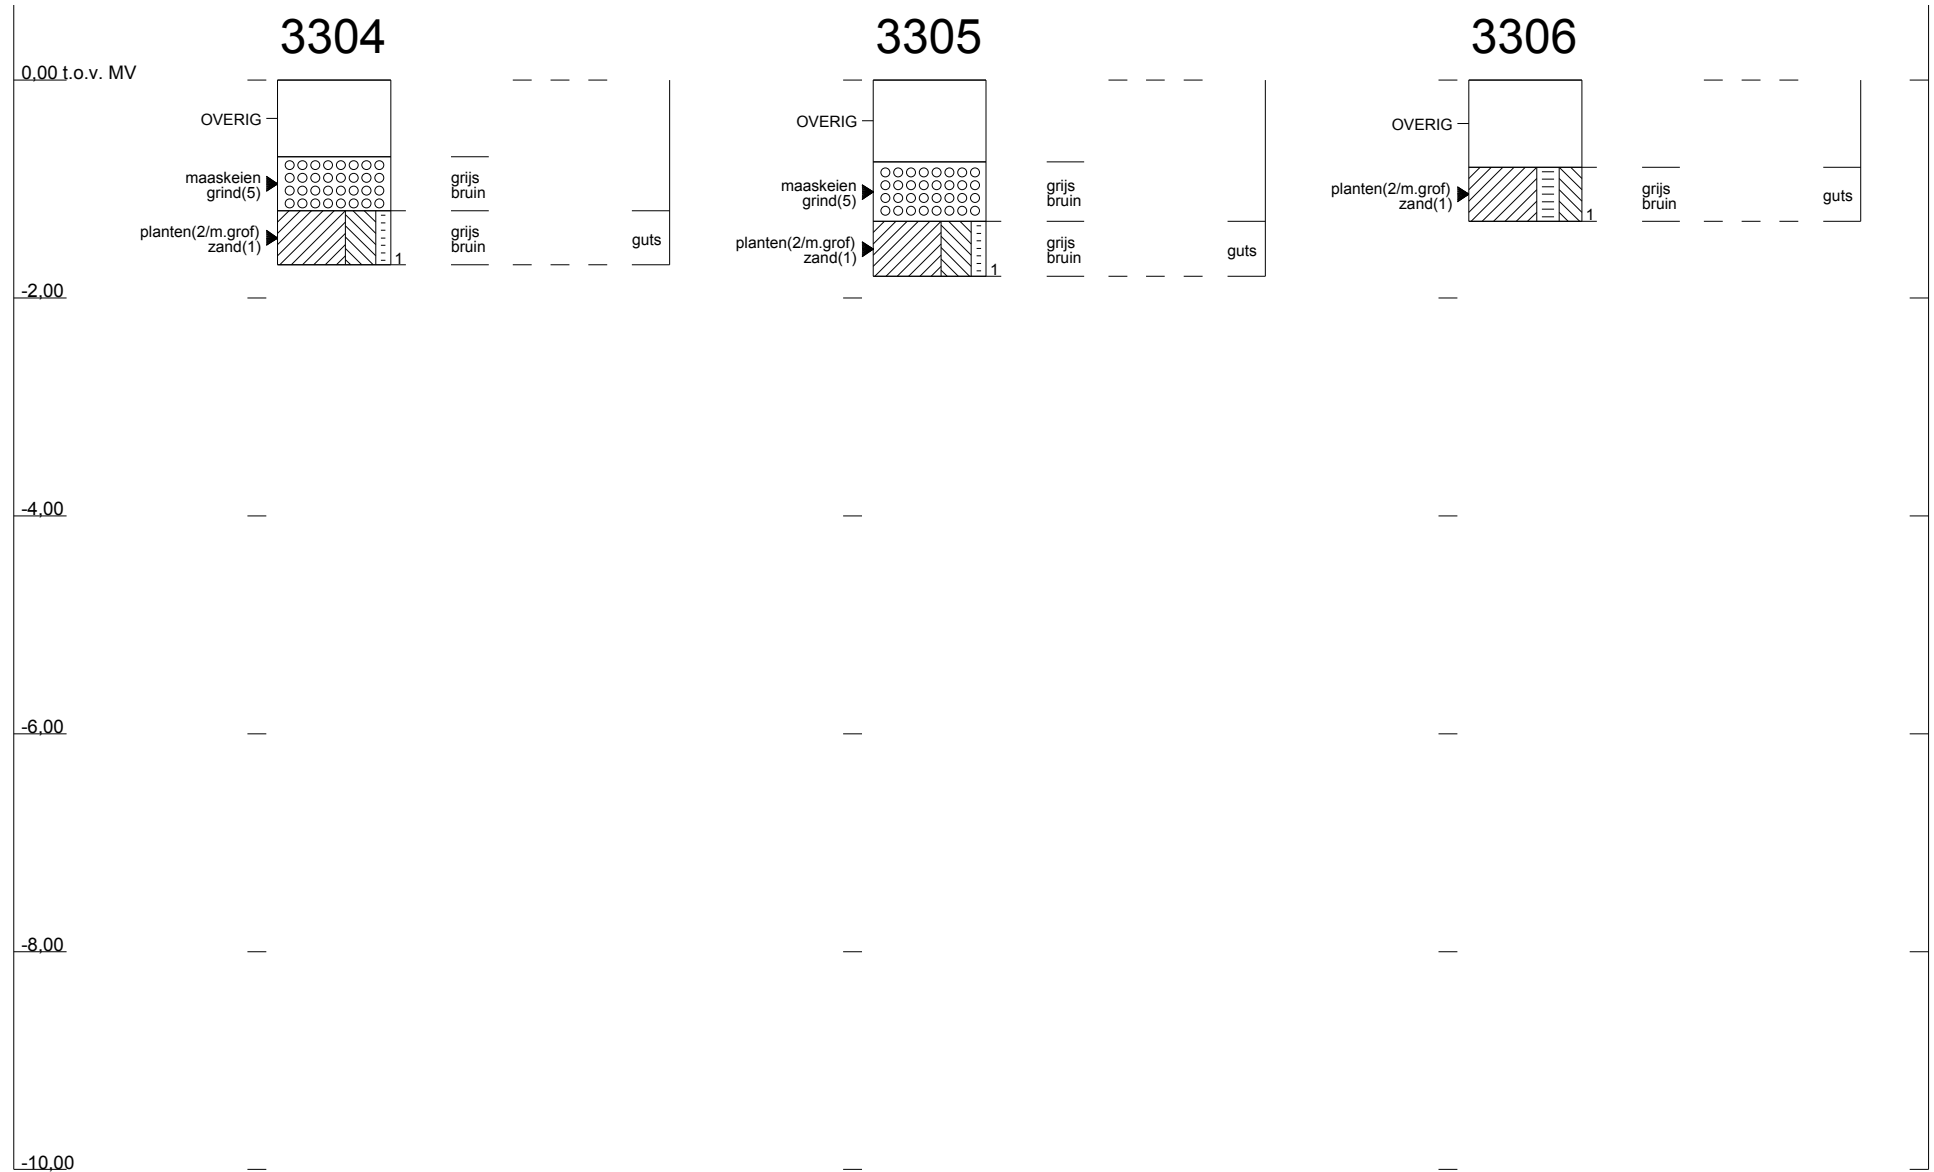 3304
3305
3306
0,00 t.o.v. MV
OVERIG
maaskeien
grind(5)
grijs
bruin
planten(2/m.grof)
zand(1)
1
grijs
bruin
guts
OVERIG
maaskeien
grind(5)
grijs
bruin
planten(2/m.grof)
zand(1)
1
grijs
bruin
guts
OVERIG
planten(2/m.grof)
zand(1)
1
grijs
bruin
guts
-2,00
-4,00
-6,00
-8,00
-10,00